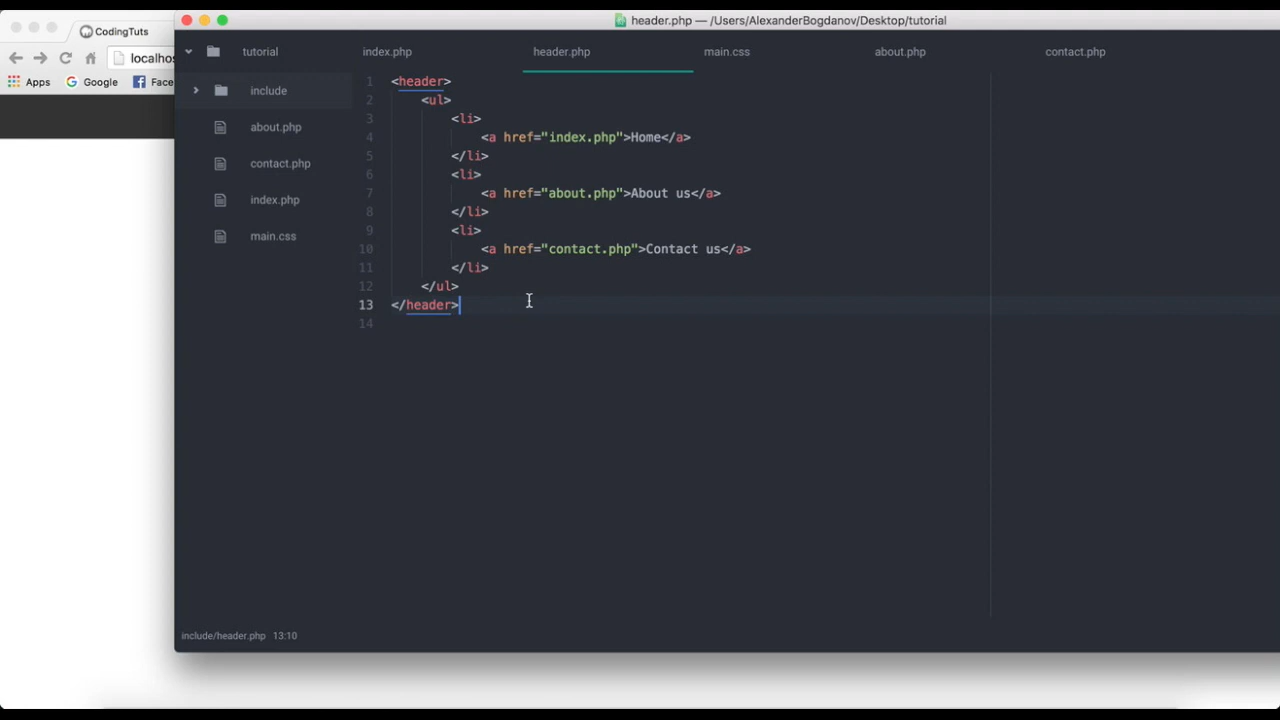 header.php — /Users/AlexanderBogdanov/Desktop/tutorial
CodingTuts
localhos
Apps Google Face
tutorial
include
about.php
contact.php
index.php
main.css
index.php header.php main.css about.php contact.php
1 <header>
2 <ul>
3 <li>
4 <a href="index.php">Home</a>
5 </li>
6 <li>
7 <a href="about.php">About us</a>
8 </li>
9 <li>
10 <a href="contact.php">Contact us</a>
11 </li>
12 </ul>
13 </header>
14
include/header.php 13:10